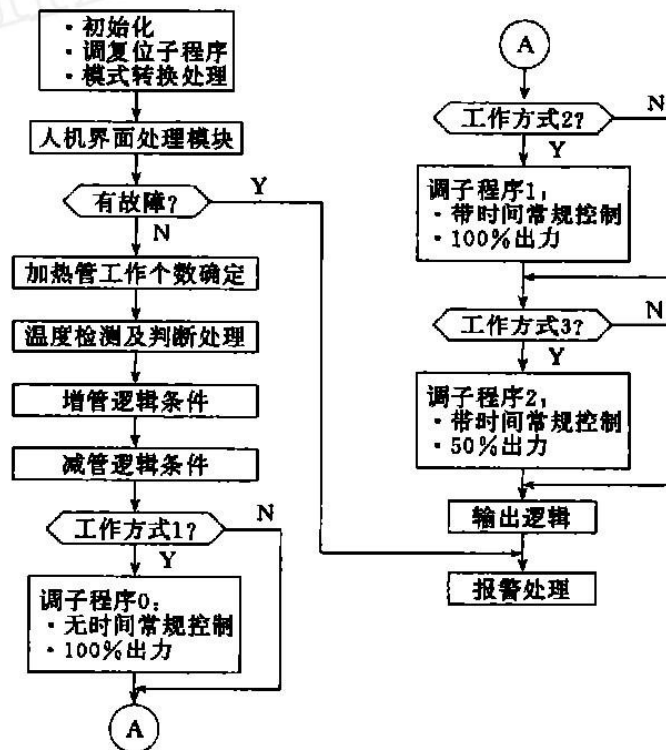 · 初始化
· 调复位子程序
· 模式转换处理
人机界面处理模块
有故障?
Y
N
加热管工作个数确定
温度检测及判断处理
增管逻辑条件
减管逻辑条件
工作方式1?
N
Y
调子程序0:
· 无时间常规控制
· 100%出力
A
A
工作方式2?
N
Y
调子程序1,
· 带时间常规控制
· 100%出力
工作方式3?
N
Y
调子程序2,
· 带时间常规控制
· 50%出力
输出逻辑
报警处理